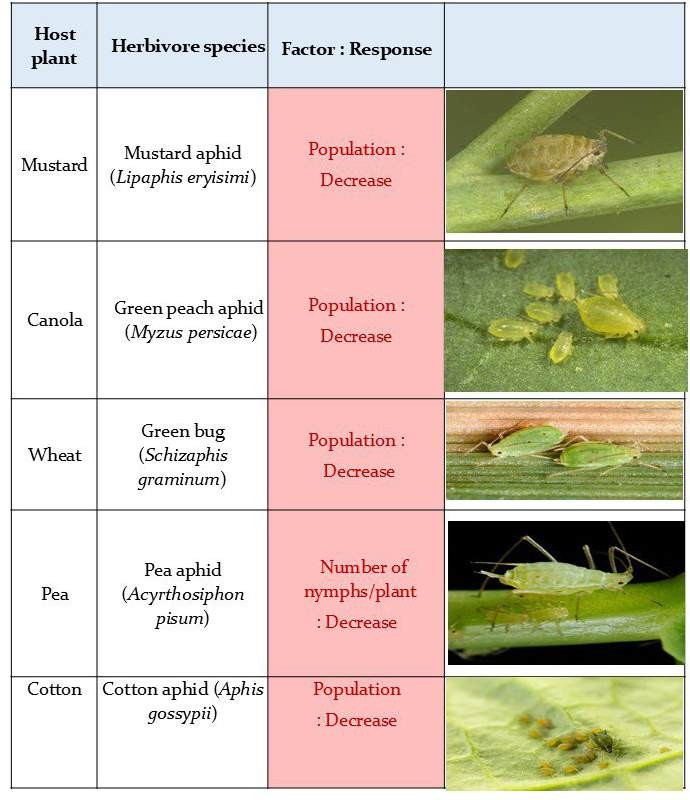 Host
plant
Herbivore species
Factor : Response
Mustard
Mustard aphid
(Lipaphis eryisimi)
Population :
Decrease
Canola
Green peach aphid
(Myzus persicae)
Population :
Decrease
Wheat
Green bug
(Schizaphis
graminum)
Population :
Decrease
Pea
Pea aphid
(Acyrthosiphon
pisum)
Number of
nymphs/plant
: Decrease
Cotton
Cotton aphid (Aphis
gossypii)
Population
: Decrease